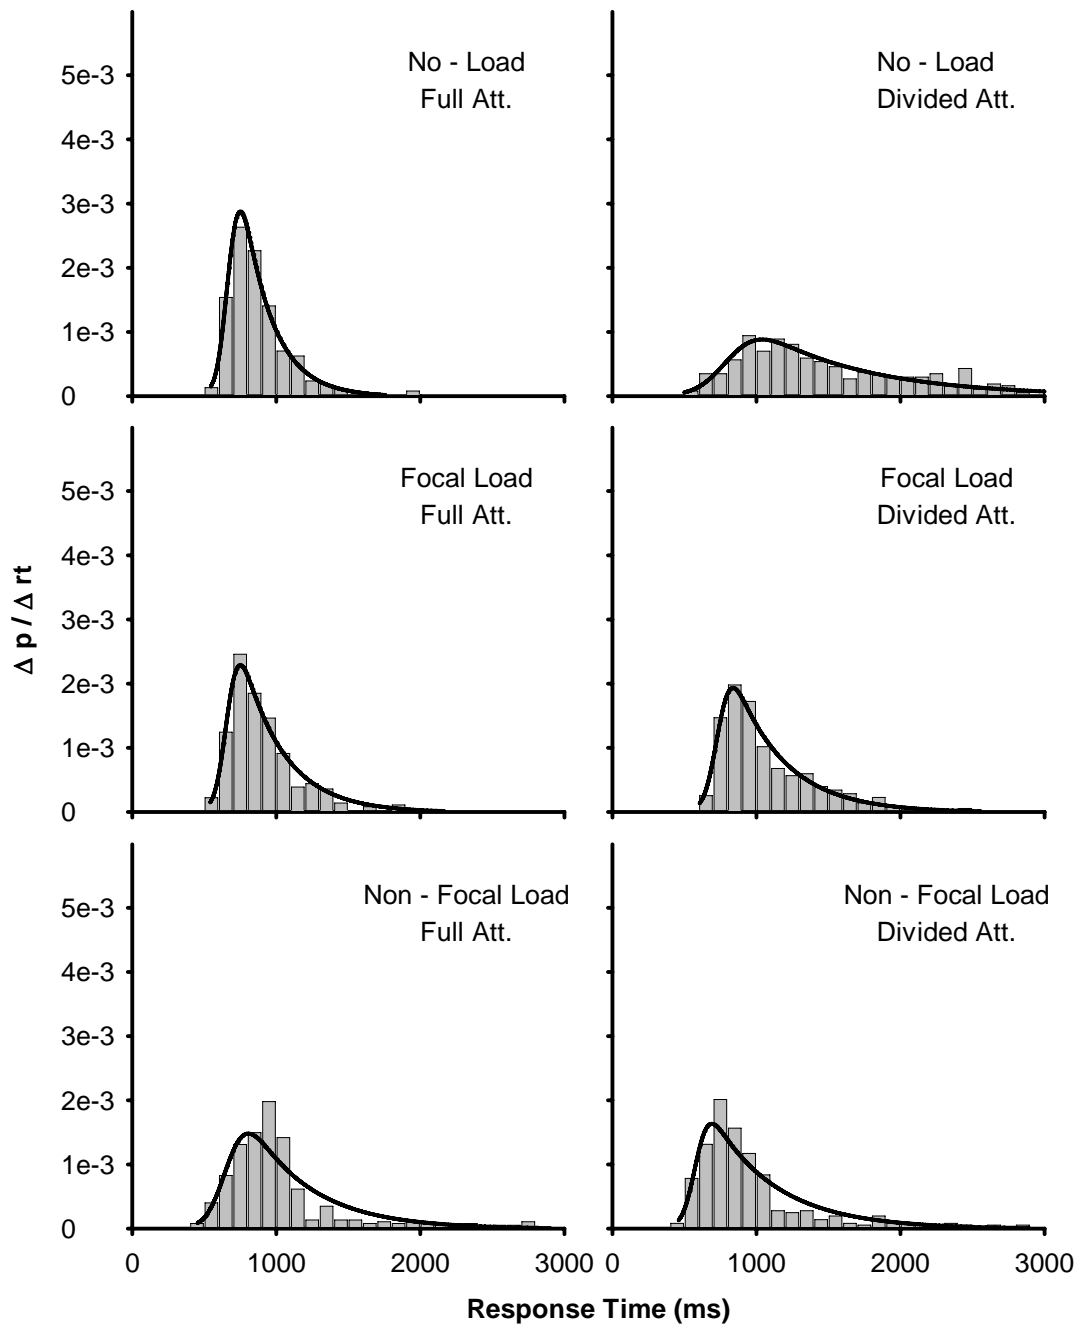 No - Load
Full Att.
No - Load
Divided Att.
5e-3
4e-3
3e-3
2e-3
1e-3
0
Focal Load
Full Att.
Focal Load
Divided Att.
5e-3
4e-3
3e-3
2e-3
1e-3
0
Δ p / Δ rt
Non - Focal Load
Full Att.
Non - Focal Load
Divided Att.
5e-3
4e-3
3e-3
2e-3
1e-3
0
0 1000 2000 3000 0 1000 2000 3000
Response Time (ms)